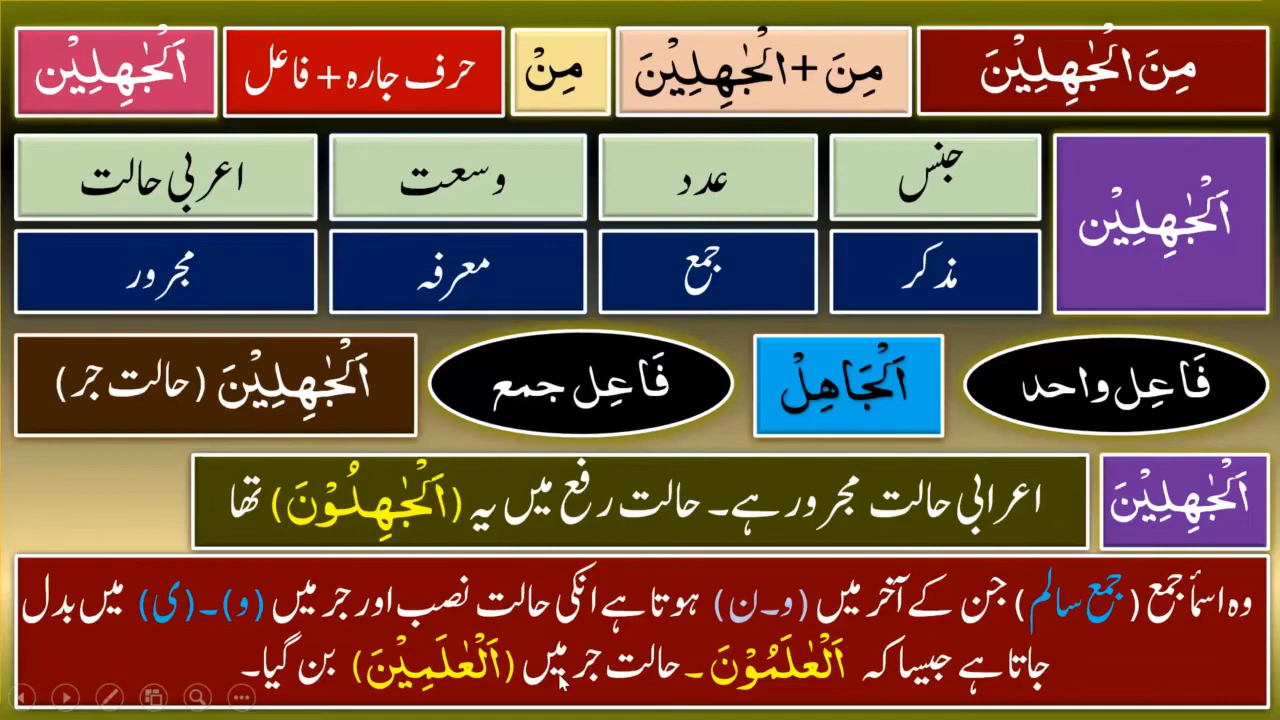 مِنَ الْجٰهِلِيْنَ
مِنَ + الْجٰهِلِيْنَ
مِنْ
حرف جارہ + فاعل
اَلْجٰهِلِيْن
اَلْجٰهِلِيْن
جنس
عدد
وسعت
اعربی حالت
مذکر
جمع
معرفہ
مجرور
فَاعِل واحد
اَلْجَاهِلْ
فَاعِل جمع
اَلْجٰهِلِيْنَ (حالت جر)
اَلْجٰهِلِيْنَ
اعرابی حالت مجرور ہے۔ حالت رفع میں یہ (اَلْجٰهِلُوْنَ) تھا
وہ اسمأ جمع (جمع سالم) جن کے آخر میں (و۔ن) ہوتا ہے انکی حالت نصب اور جر میں (و)۔(ی) میں بدل
جاتا ہے جیسا کہ اَلْعٰلَمُوْنَ ۔ حالت جر میں (اَلْعٰلَمِيْنَ) بن گیا۔